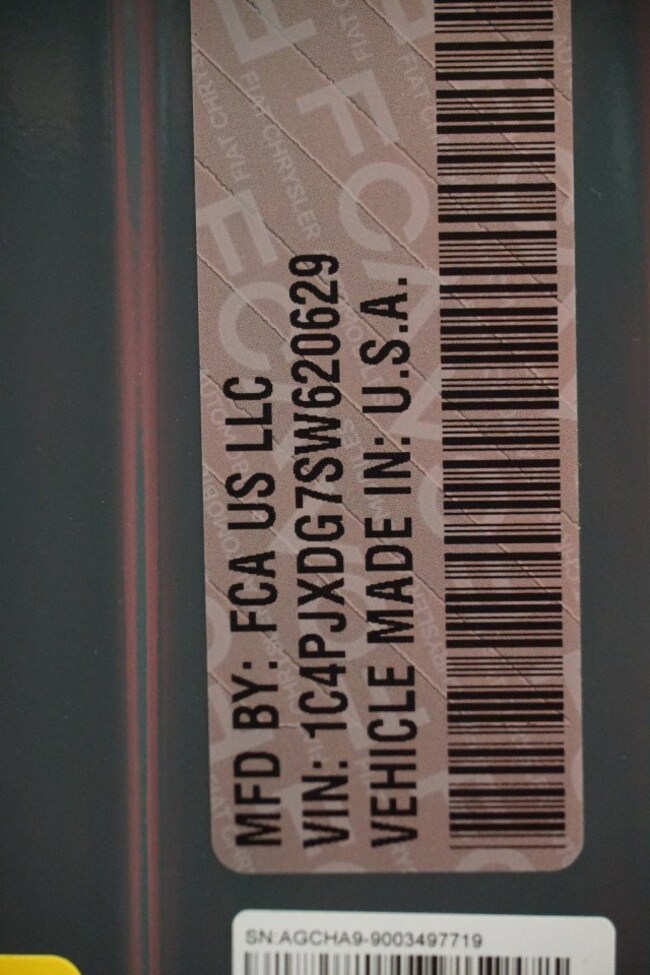 MFD BY: FCA US LLC
VIN: 1C4PJXDG7SW620629
VEHICLE MADE IN: U.S.A.
SN:AGCHA9-9003497719